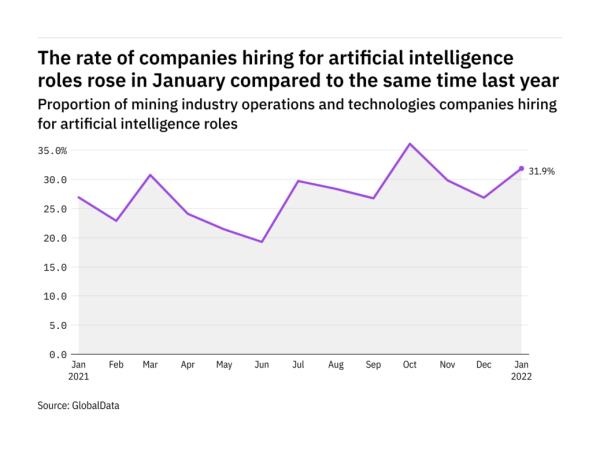 The rate of companies hiring for artificial intelligence
roles rose in January compared to the same time last year
Proportion of mining industry operations and technologies companies hiring
for artificial intelligence roles
35.0%
30.0
25.0
20.0
15.0
10.0
5.0
0.0
31.9%
Jan Feb Mar Apr May Jun Jul Aug Sep Oct Nov Dec Jan
2021 2022
Source: GlobalData